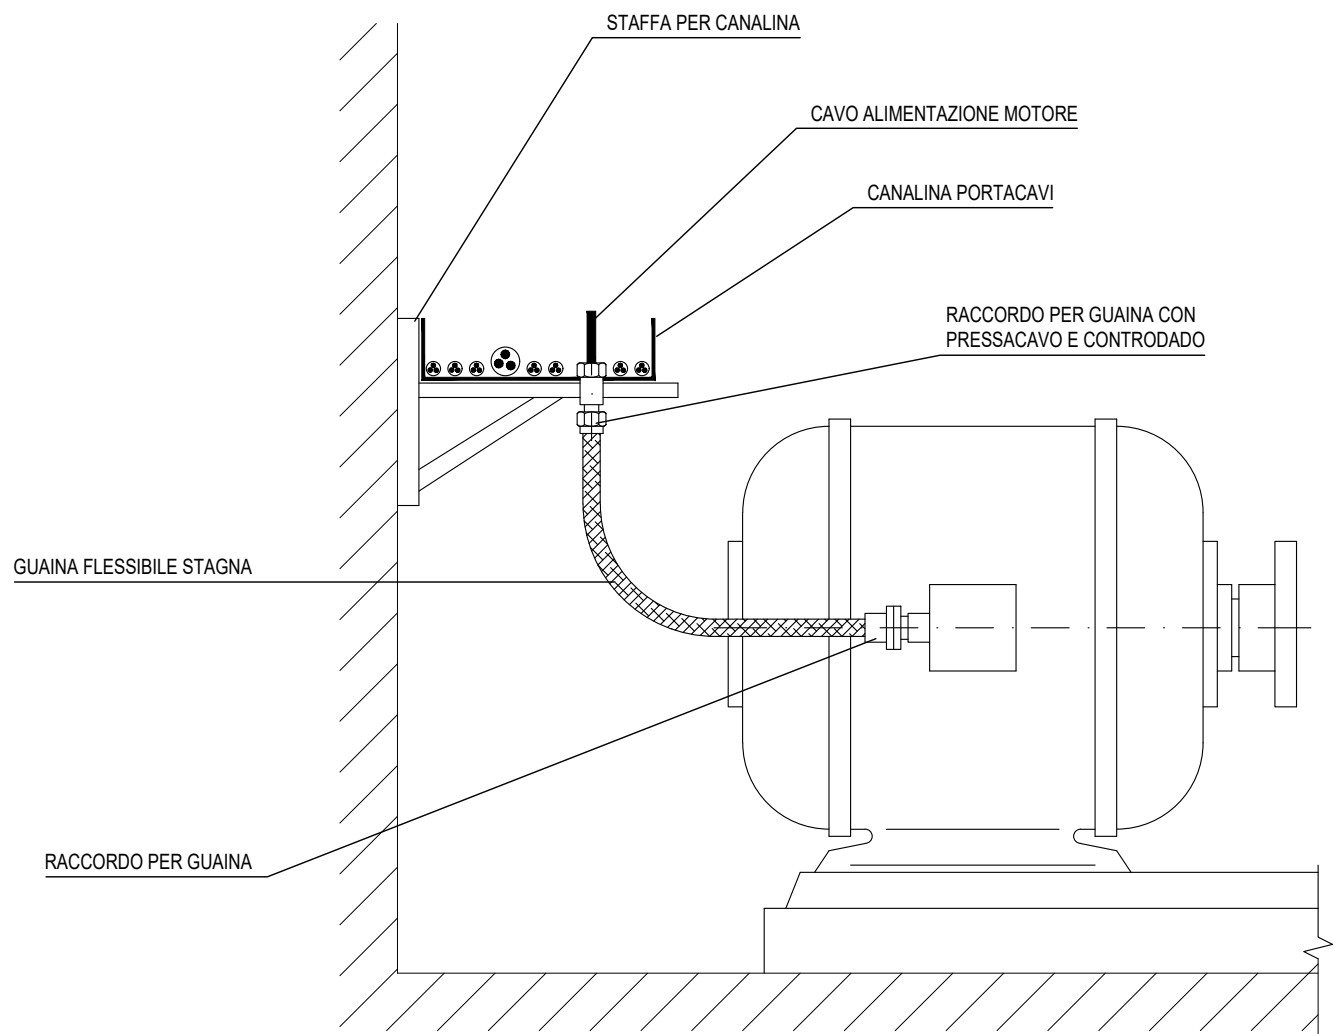 STAFFA PER CANALINA
CAVO ALIMENTAZIONE MOTORE
CANALINA PORTACAVI
RACCORDO PER GUAINA CON
PRESSACAVO E CONTRODADO
GUAINA FLESSIBILE STAGNA
RACCORDO PER GUAINA